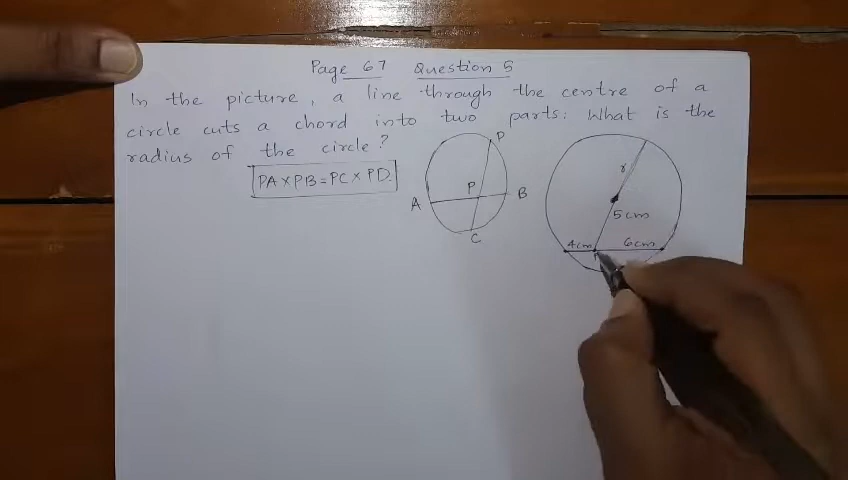 Page 67 Question 5
In the picture, a line through the centre of a
circle cuts a chord into two parts: What is the
radius of the circle?
PA×PB=PC×PD.
P
P
A
B
C
r
5cm
4cm
6cm